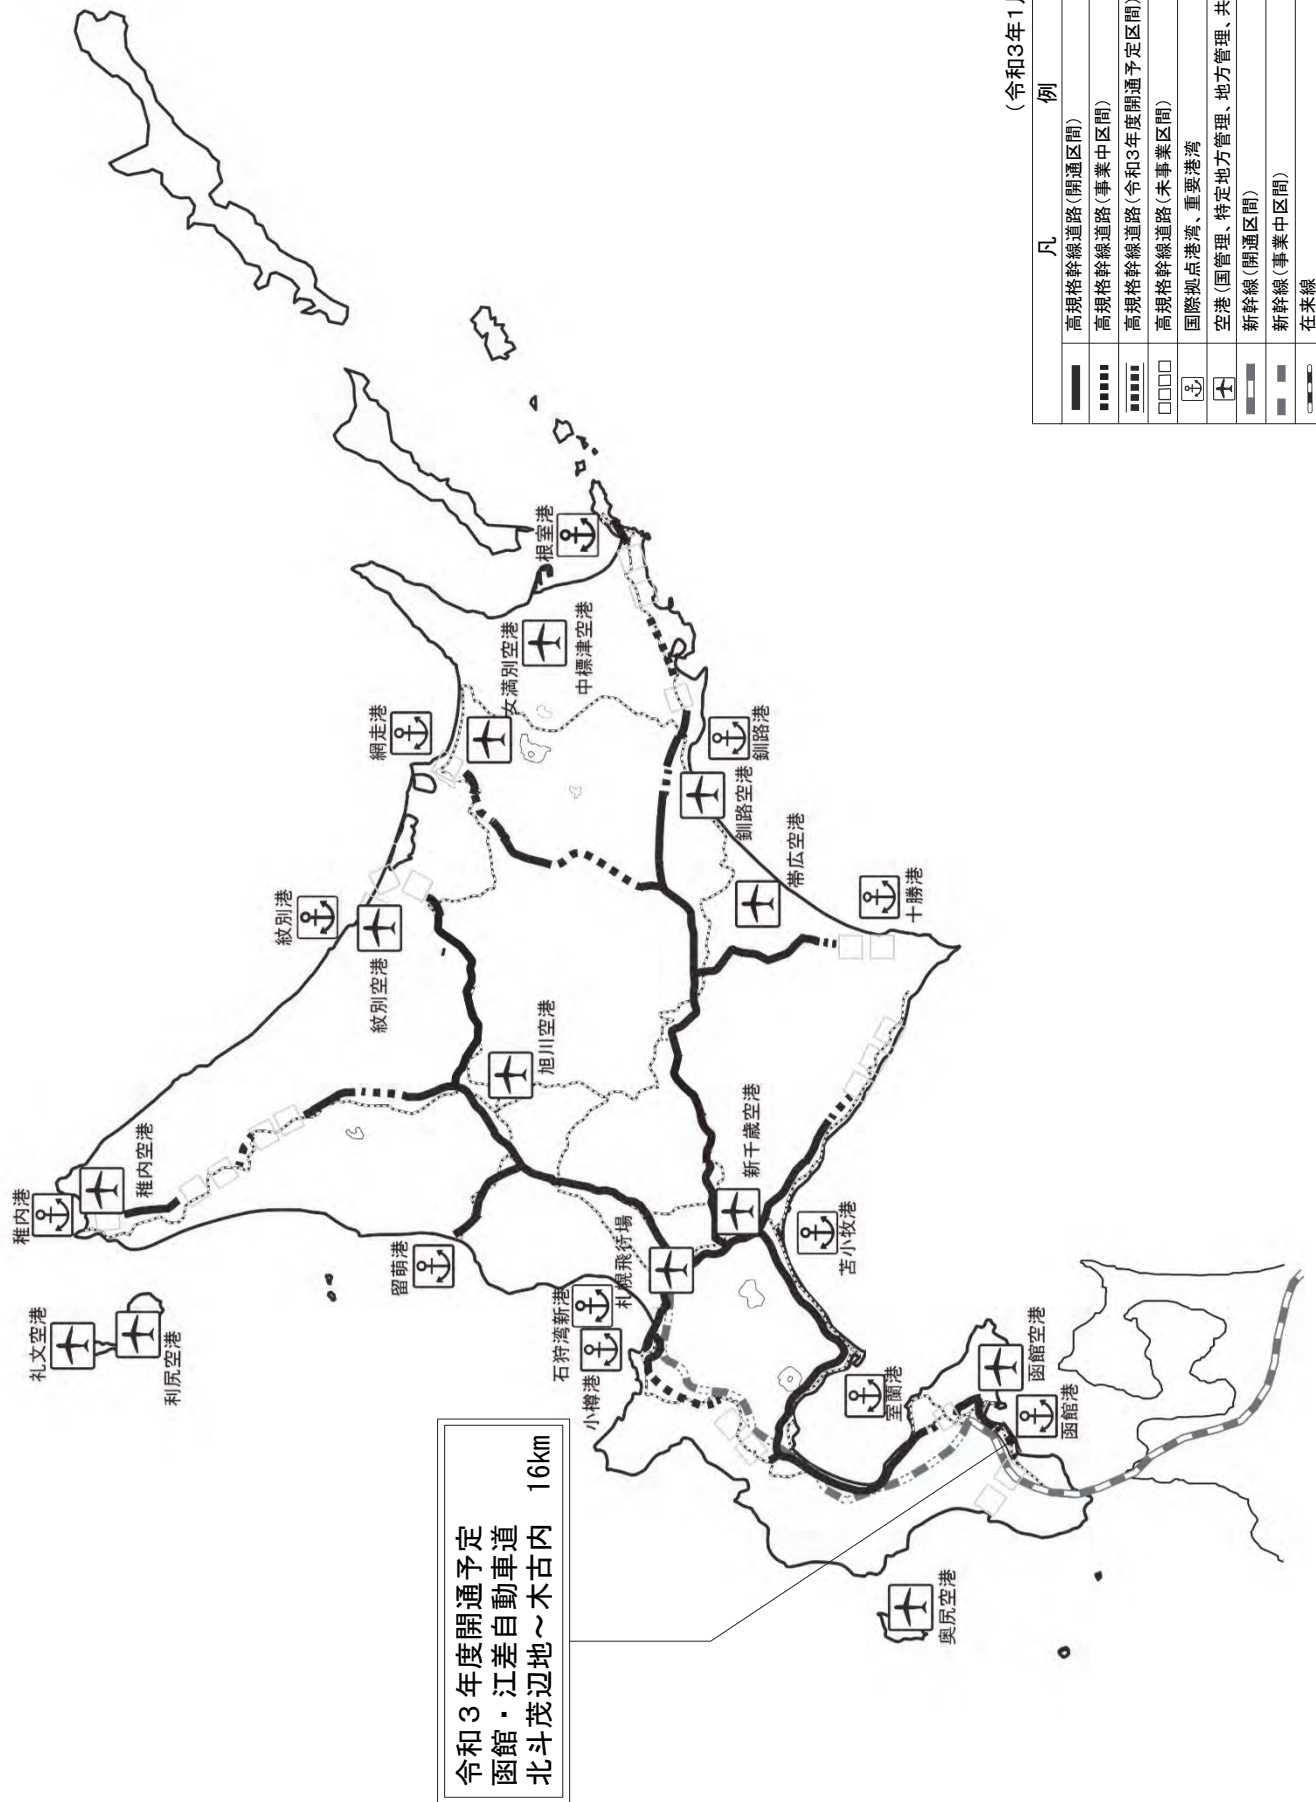 (令和3年1月
凡例
高規格幹線道路(開通区間)
高規格幹線道路(事業中区間)
高規格幹線道路(令和3年度開通予定区間)
高規格幹線道路(未事業区間)
国際拠点港湾、重要港湾
空港(国管理、特定地方管理、地方管理、共
新幹線(開通区間)
新幹線(事業中区間)
在来線
稚内港
稚内空港
礼文空港
利尻空港
紋別港
紋別空港
網走港
女満別空港
根室港
中標津空港
旭川空港
留萌港
石狩湾新港
小樽港
札幌飛行場
新千歳空港
苫小牧港
釧路港
釧路空港
帯広空港
十勝港
室蘭港
函館空港
函館港
奥尻空港
令和3年度開通予定
函館・江差自動車道
北斗茂辺地~木古内 16km